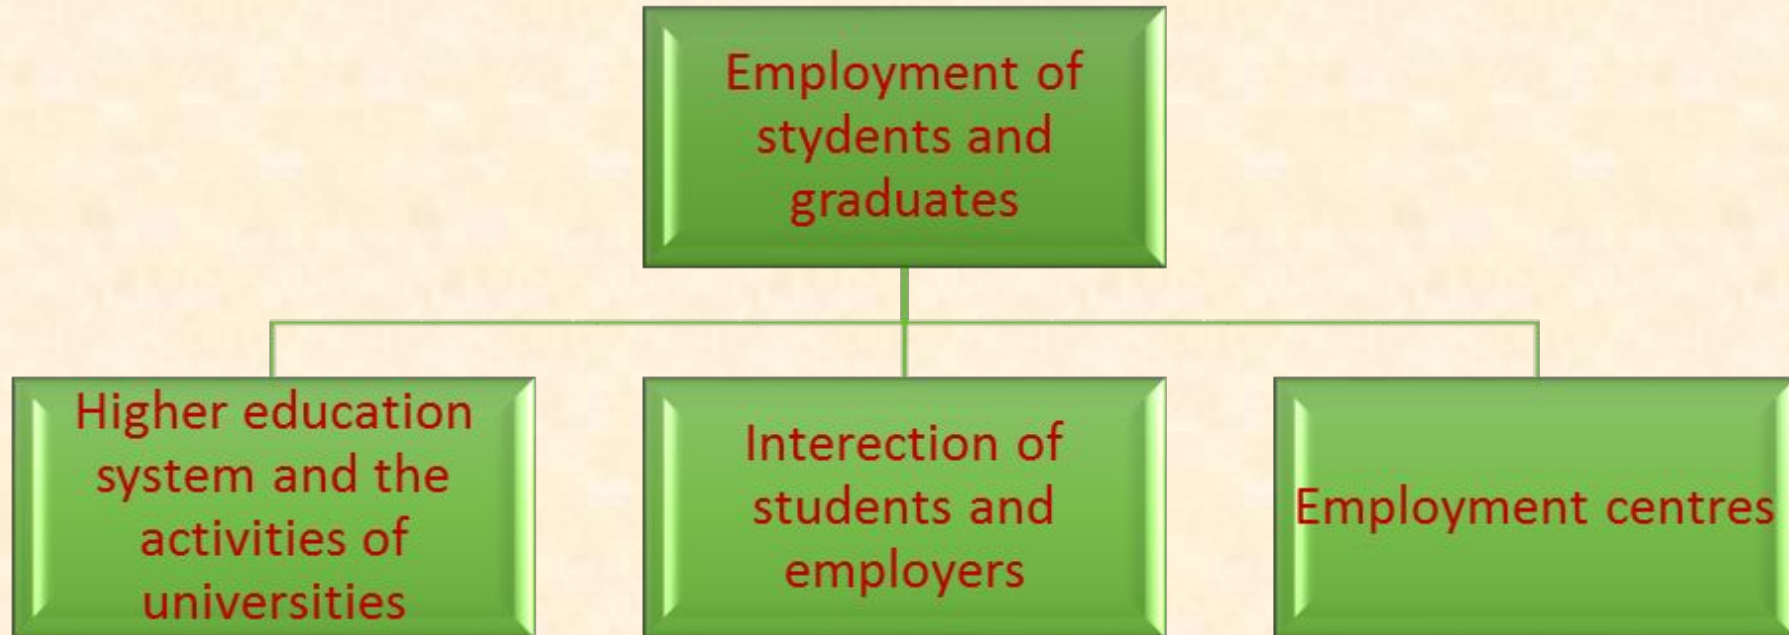 Employment of
stydents and
graduates
Higher education
system and the
activities of
universities
Interection of
students and
employers
Employment centres